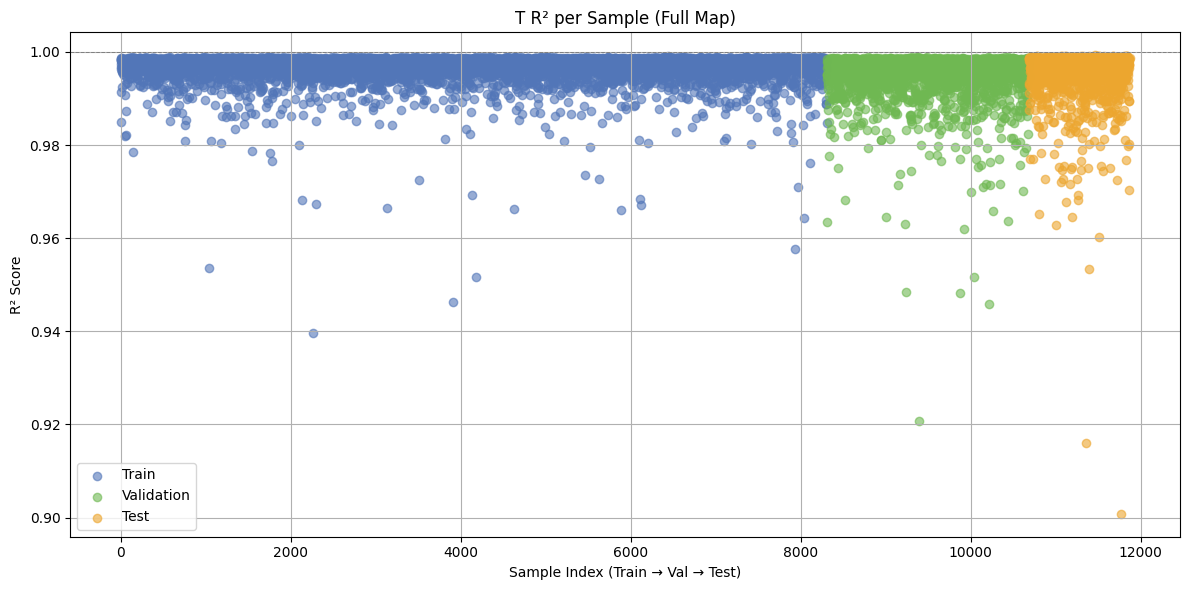 T R² per Sample (Full Map)
R² Score
1.00
0.98
0.96
0.94
0.92
0.90
Train
Validation
Test
0
2000
4000
6000
8000
10000
12000
Sample Index (Train → Val → Test)